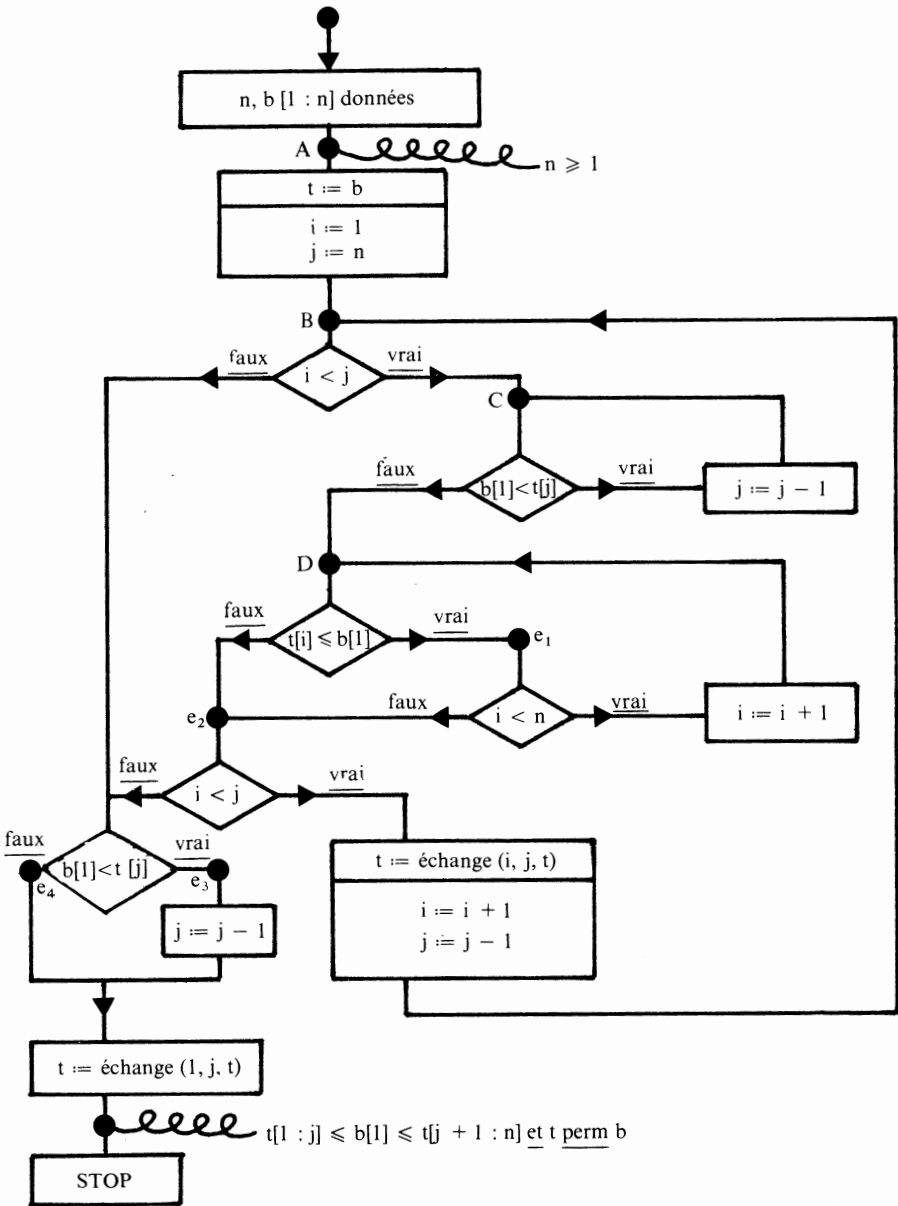 n, b [1 : n] données
A
n ⩾ 1
t := b
i := 1
j := n
B
faux
i < j
vrai
C
faux
b[1]<t[j]
vrai
j := j − 1
D
faux
t[i] ⩽ b[1]
vrai
e₁
e₂
faux
i < n
vrai
i := i + 1
faux
i < j
vrai
faux
b[1]<t [j]
vrai
e₄
e₃
t := échange (i, j, t)
i := i + 1
j := j − 1
j := j − 1
t := échange (1, j, t)
t[1 : j] ⩽ b[1] ⩽ t[j + 1 : n] et t perm b
STOP